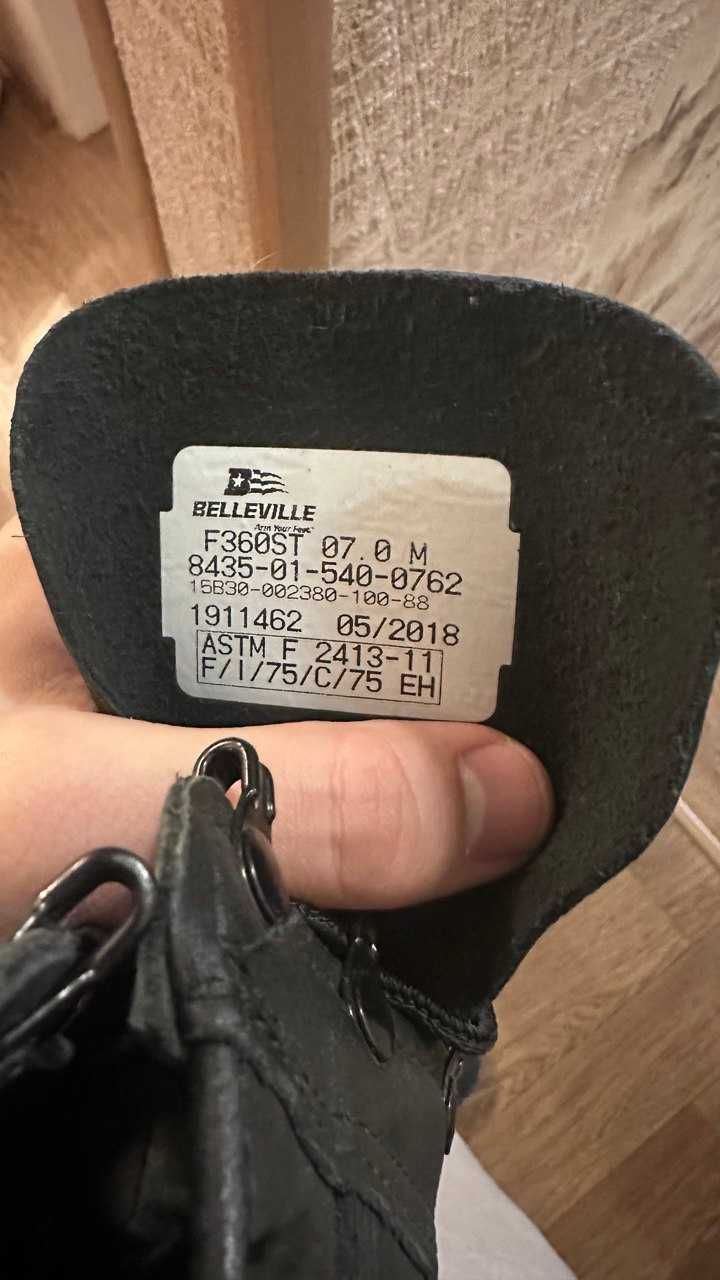 BELLEVILLE
Arm Your Feet
F360ST 07.0 M
8435-01-540-0762
15B30-002380-100-88
1911462 05/2018
ASTM F 2413-11
F/I/75/C/75 EH